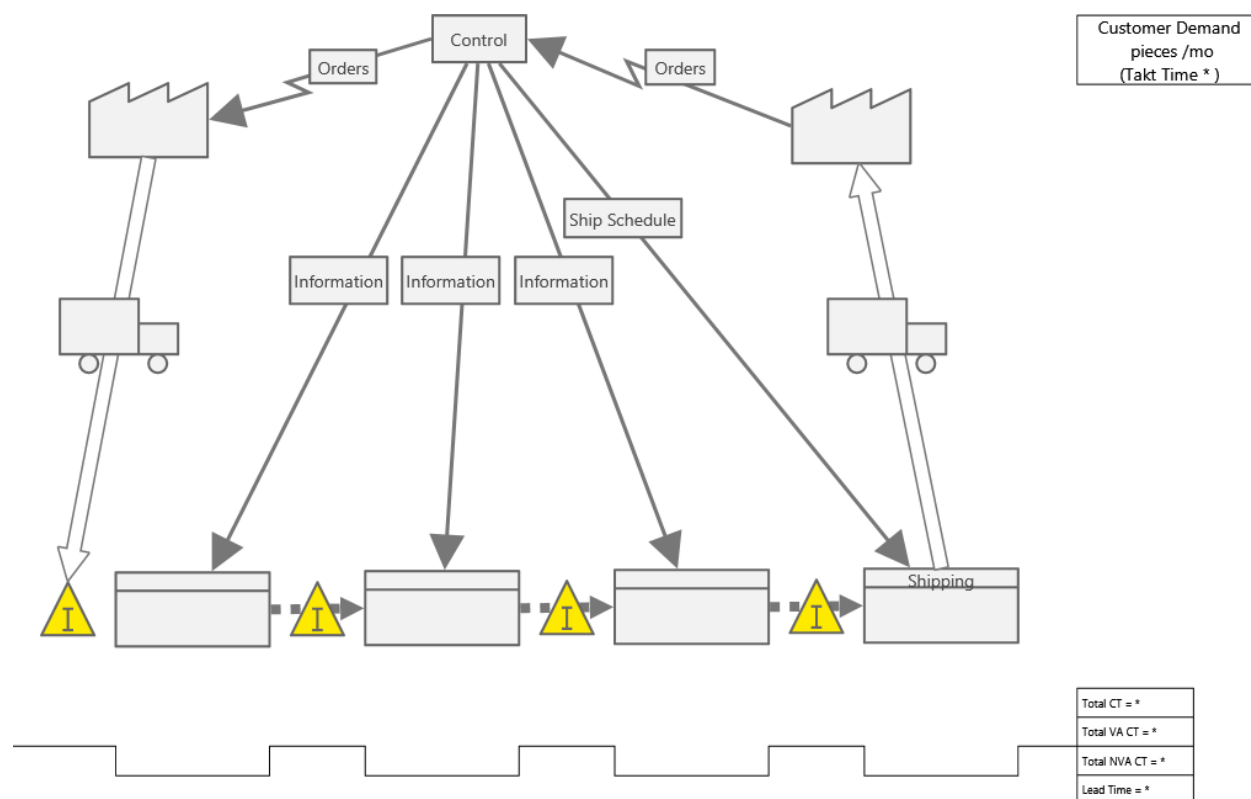 Control
Customer Demand
pieces /mo
(Takt Time * )
Orders
Orders
Ship Schedule
Information
Information
Information
I
I
I
I
Shipping
Total CT = *
Total VA CT = *
Total NVA CT = *
Lead Time = *